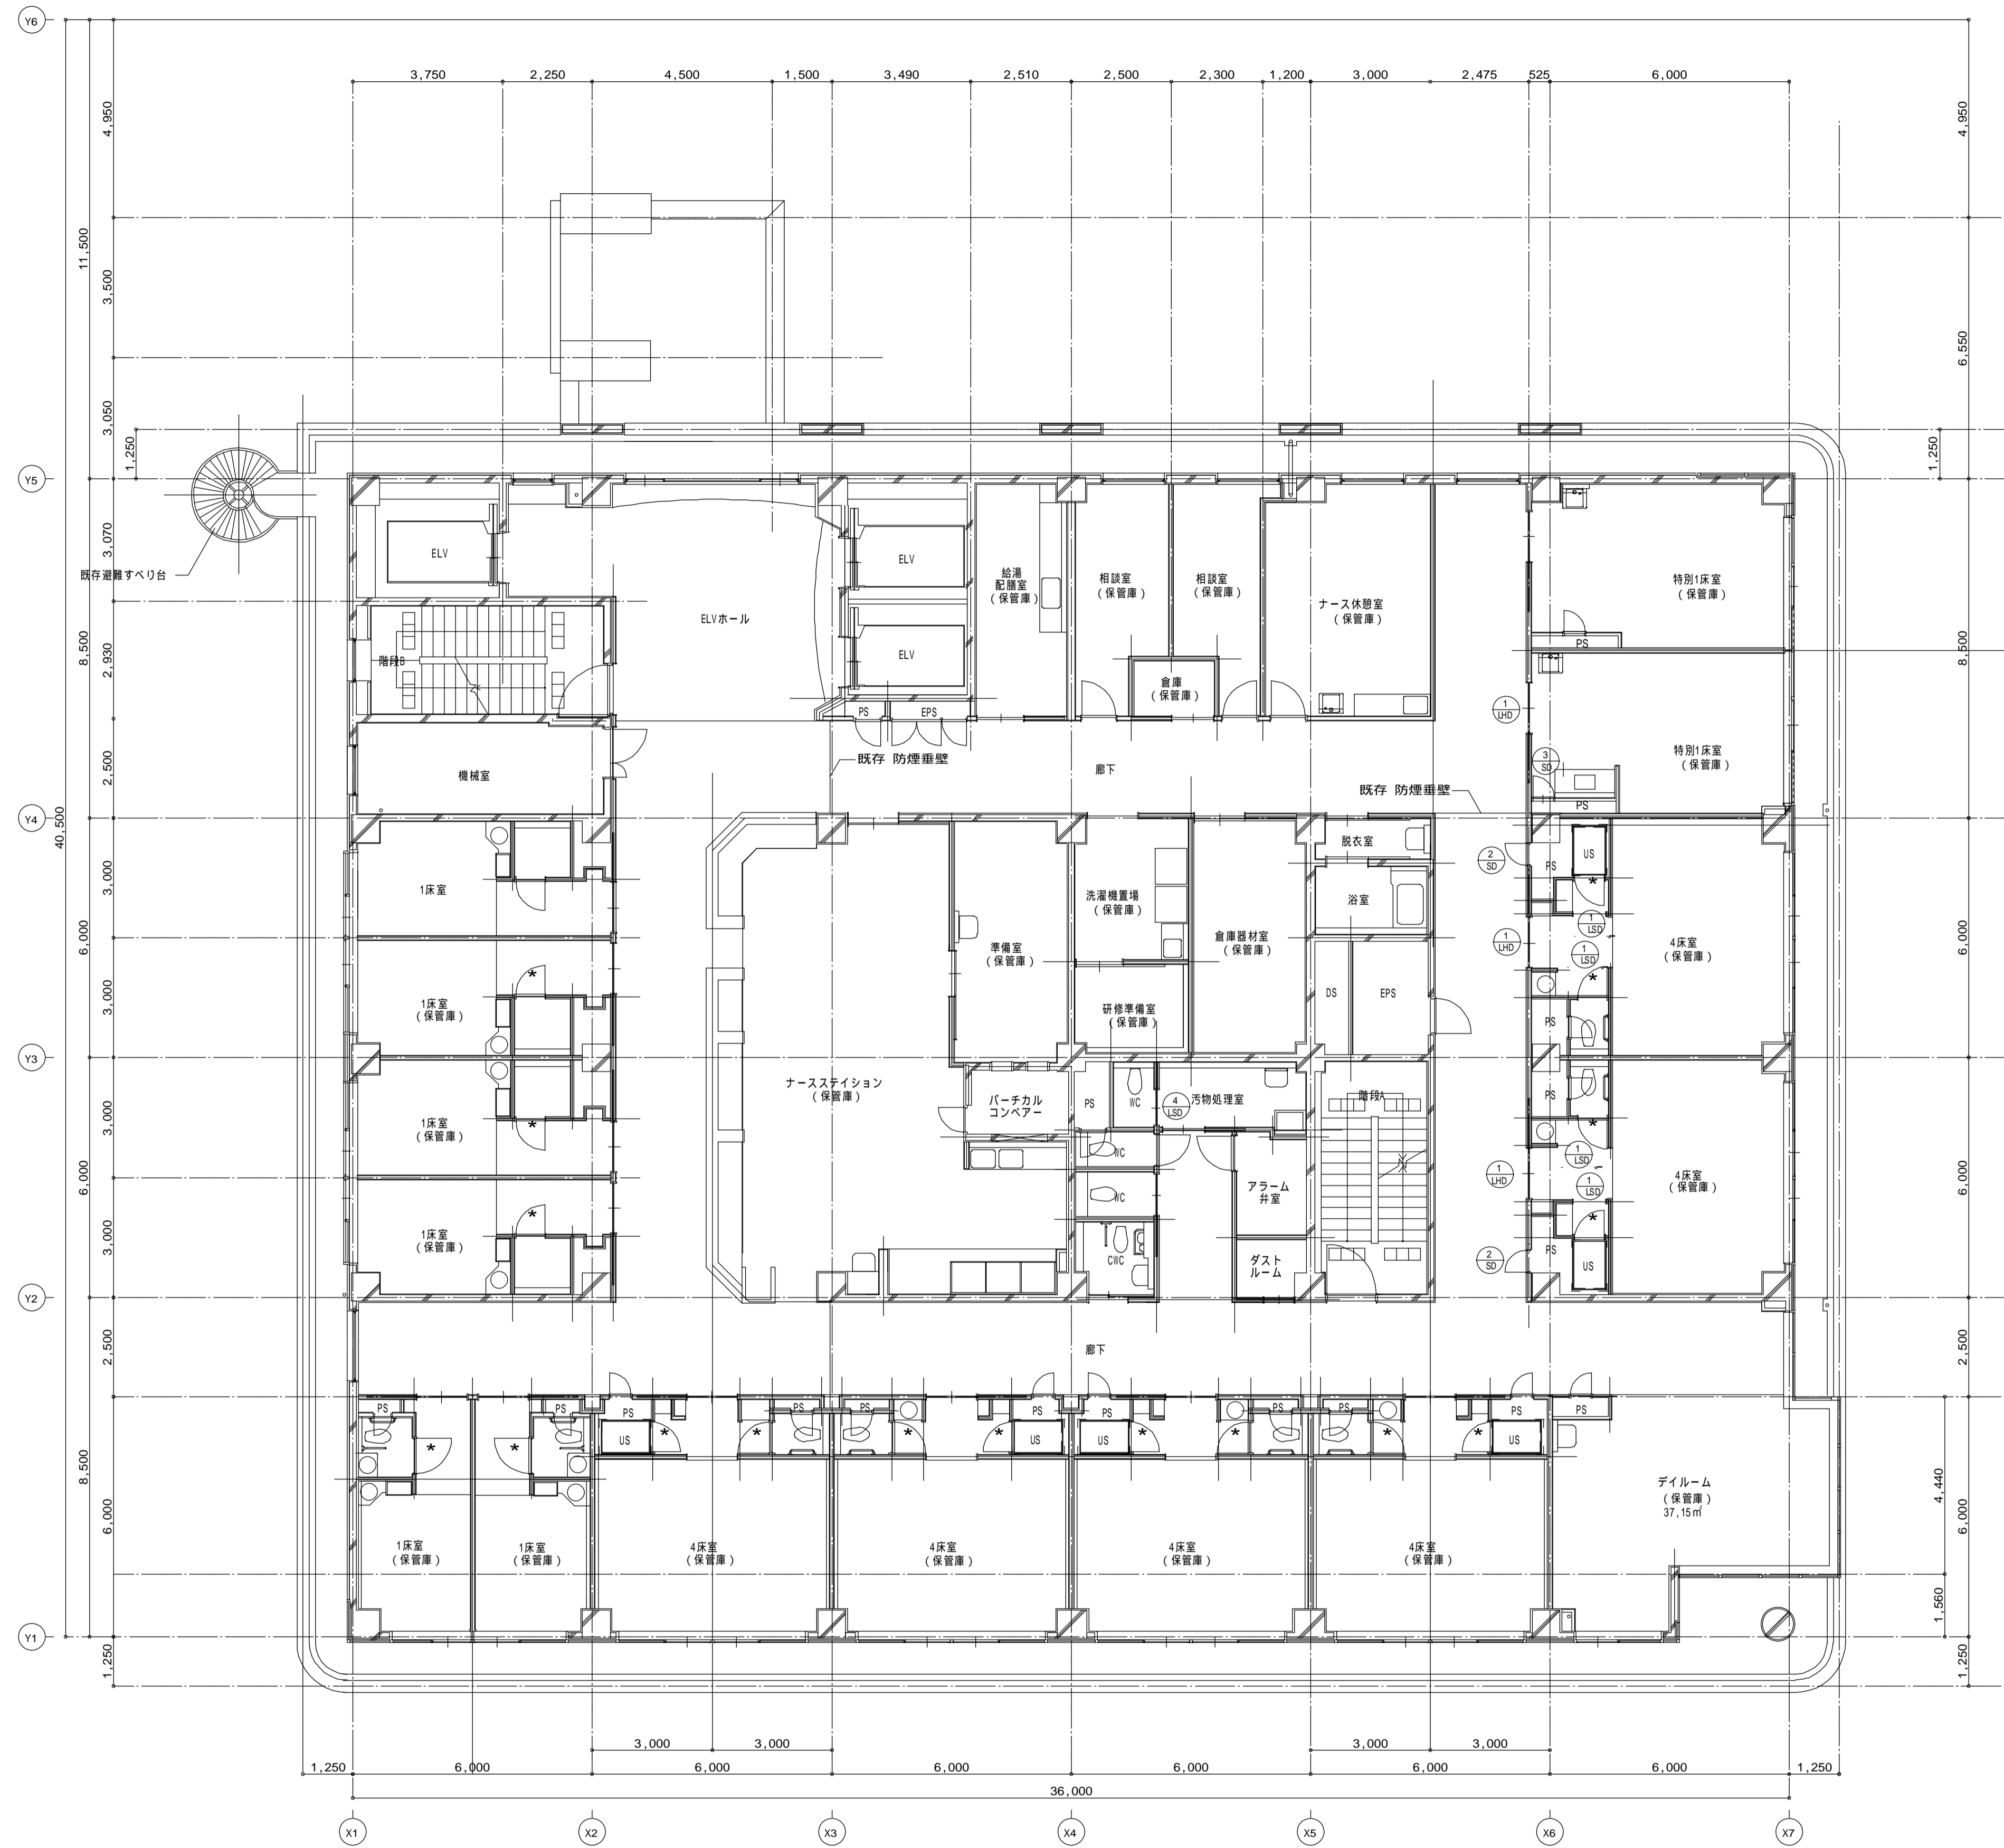 Y6
3,750
2,250
4,500
1,500
3,490
2,510
2,500
2,300
1,200
3,000
2,475
525
6,000
4,950
4,950
11,500
3,500
6,550
3,050
1,250
1,250
Y5
3,070
既存避難すべり台
ELV
ELV
給湯
配膳室
(保管庫)
相談室
(保管庫)
相談室
(保管庫)
特別1床室
(保管庫)
ELVホール
ナース休憩室
(保管庫)
8,500
8,500
2,930
階段B
ELV
PS
倉庫
(保管庫)
PS
EPS
1
LHD
特別1床室
(保管庫)
2,500
機械室
既存 防煙垂壁
廊下
3
SD
既存 防煙垂壁
PS
Y4
40,500
脱衣室
2
SD
PS
US
*
3,000
1床室
洗濯機置場
(保管庫)
浴室
1
LSD
6,000
準備室
(保管庫)
倉庫器材室
(保管庫)
1
LHD
1
LSD
4床室
(保管庫)
6,000
*
*
3,000
1床室
(保管庫)
研修準備室
(保管庫)
DS
EPS
PS
Y3
ナースステイション
(保管庫)
バーチカル
コンベアー
PS
WC
4
LSD
汚物処理室
階段A
PS
3,000
1床室
(保管庫)
*
*
WC
1
LSD
6,000
1
LHD
4床室
(保管庫)
6,000
WC
アラーム
弁室
1
LSD
*
*
3,000
1床室
(保管庫)
CWC
ダスト
ルーム
2
SD
PS
US
Y2
2,500
廊下
2,500
PS
PS
PS
PS
PS
PS
PS
PS
PS
PS
PS
*
*
US
*
*
*
*
US
US
*
*
*
*
US
8,500
6,000
デイルーム
(保管庫)
37,15㎡
4,440
6,000
1床室
(保管庫)
1床室
(保管庫)
4床室
(保管庫)
4床室
(保管庫)
4床室
(保管庫)
4床室
(保管庫)
1,560
Y1
1,250
1,250
3,000
3,000
3,000
3,000
1,250
6,000
6,000
6,000
6,000
6,000
6,000
1,250
36,000
X1
X2
X3
X4
X5
X6
X7